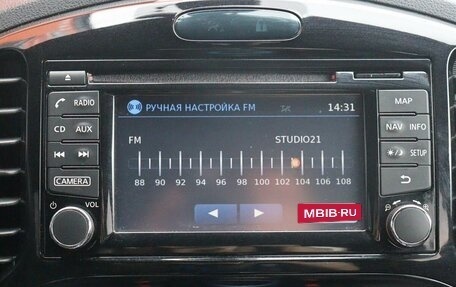 RADIO
CD AUX
CAMERA
VOL
РУЧНАЯ НАСТРОЙКА FM
14:31
FM
STUDIO21
88 90 92 94 96 98 100 102 104 106 108
MBIB.RU
MAP
NAV INFO
SETUP